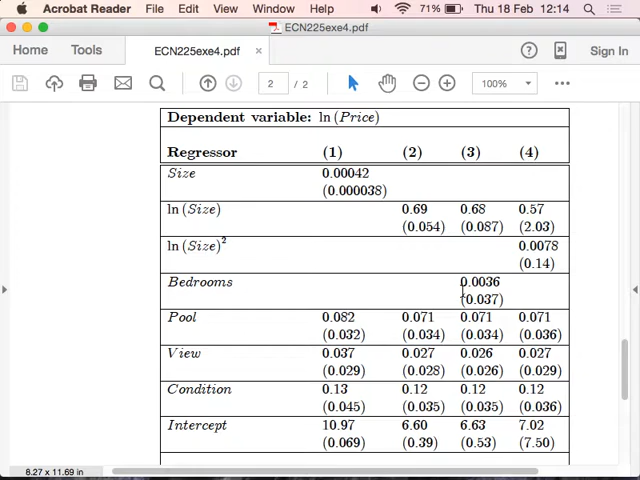 Acrobat Reader File Edit View Window Help 71% Thu 18 Feb 12:14
ECN225exe4.pdf
Home Tools ECN225exe4.pdf × ? Sign In
2 / 2 100%
Dependent variable: ln (Price)
Regressor (1) (2) (3) (4)
Size 0.00042
(0.000038)
ln (Size) 0.69 0.68 0.57
(0.054) (0.087) (2.03)
ln (Size)² 0.0078
(0.14)
Bedrooms 0.0036
(0.037)
Pool 0.082 0.071 0.071 0.071
(0.032) (0.034) (0.034) (0.036)
View 0.037 0.027 0.026 0.027
(0.029) (0.028) (0.026) (0.029)
Condition 0.13 0.12 0.12 0.12
(0.045) (0.035) (0.035) (0.036)
Intercept 10.97 6.60 6.63 7.02
(0.069) (0.39) (0.53) (7.50)
8.27 x 11.69 in